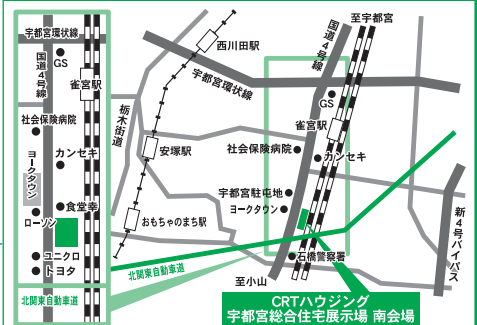 宇都宮環状線
国道4号線
GS
雀宮駅
社会保険病院
カンセキ
ヨークタウン
食堂幸
ローソン
ユニクロ
トヨタ
北関東自動車道
至宇都宮
西川田駅
国道4号線
宇都宮環状線
GS
栃木街道
雀宮駅
社会保険病院
カンセキ
安塚駅
宇都宮駐屯地
ヨークタウン
おもちゃのまち駅
新4号バイパス
石橋警察署
北関東自動車道
至小山
CRTハウジング
宇都宮総合住宅展示場 南会場